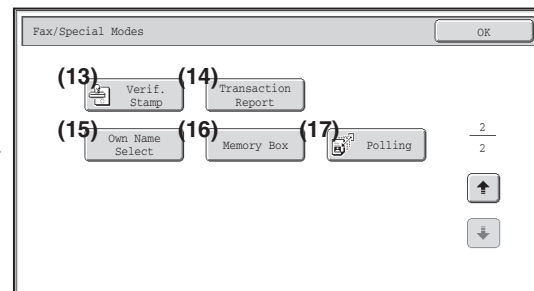 Fax/Special Modes
OK
(13)
Verif.
Stamp
(14)
Transaction
Report
(15)
Own Name
Select
(16)
Memory Box
(17)
Polling
2
2